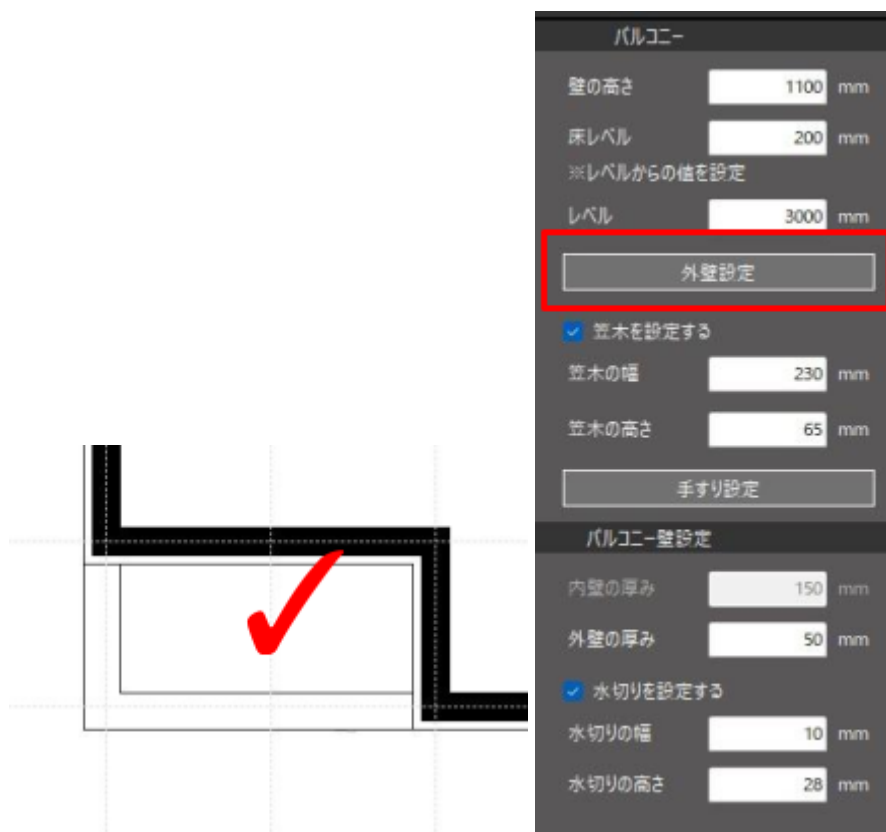 バルコニー
壁の高さ 1100 mm
床レベル 200 mm
※レベルからの値を設定
レベル 3000 mm
外壁設定
笠木を設定する
笠木の幅 230 mm
笠木の高さ 65 mm
手すり設定
バルコニー壁設定
内壁の厚み 150 mm
外壁の厚み 50 mm
水切りを設定する
水切りの幅 10 mm
水切りの高さ 28 mm